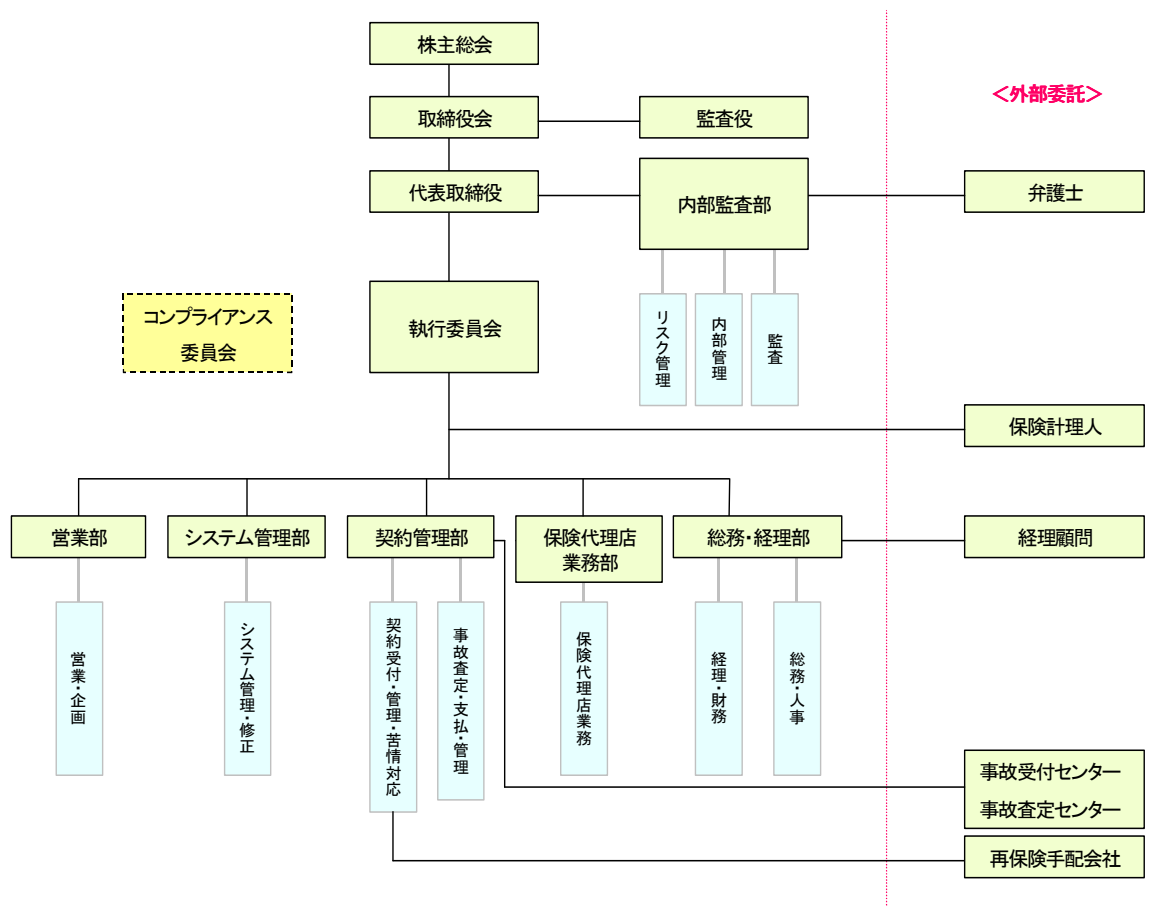 株主総会
＜外部委託＞
取締役会
監査役
代表取締役
内部監査部
弁護士
コンプライアンス
委員会
執行委員会
リスク管理
内部管理
監査
保険計理人
営業部
システム管理部
契約管理部
保険代理店
業務部
総務・経理部
経理顧問
営業・企画
システム管理・修正
契約受付・管理・苦情対応
事故査定・支払・管理
保険代理店業務
経理・財務
総務・人事
事故受付センター
事故査定センター
再保険手配会社